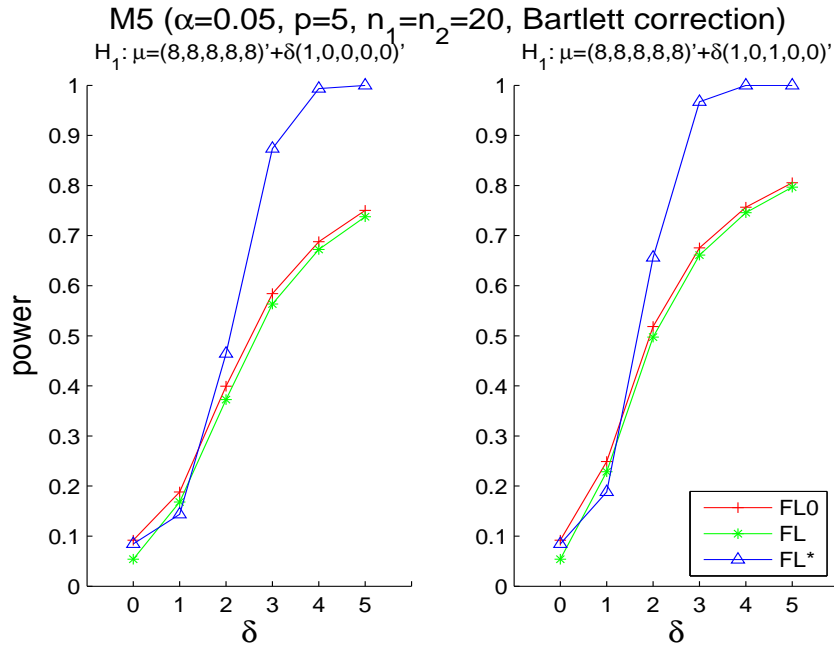 M5 (α=0.05, p=5, n₁=n₂=20, Bartlett correction)
H₁: μ=(8,8,8,8,8)'+δ(1,0,0,0,0)'
H₁: μ=(8,8,8,8,8)'+δ(1,0,1,0,0)'
1
0.9
0.8
0.7
0.6
0.5
0.4
0.3
0.2
0.1
0
power
0 1 2 3 4 5
δ
1
0.9
0.8
0.7
0.6
0.5
0.4
0.3
0.2
0.1
0
0 1 2 3 4 5
δ
FL0
FL
FL*